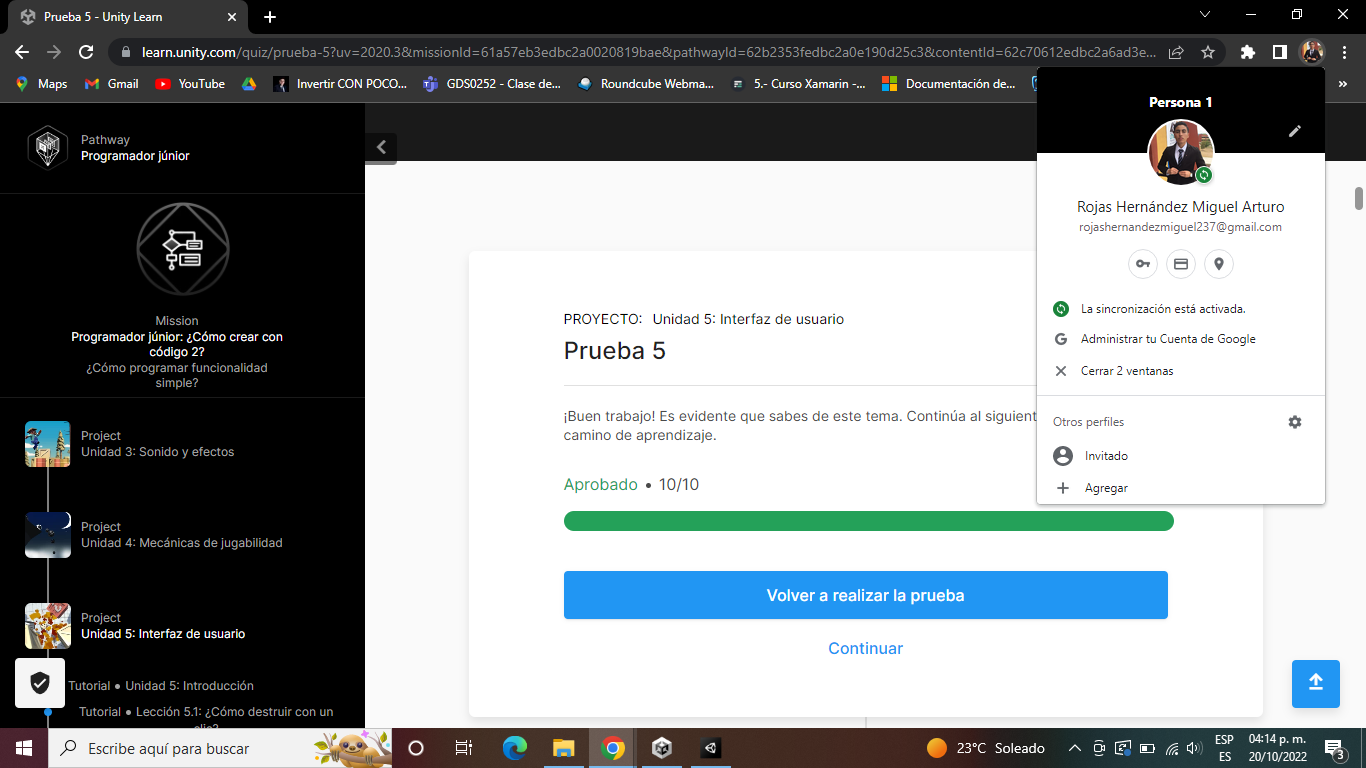 Prueba 5 - Unity Learn
learn.unity.com/quiz/prueba-5?uv=2020.3&missionId=61a57eb3edbc2a0020819bae&pathwayId=62b2353fedbc2a0e190d25c3&contentId=62c70612edbc2a6ad3e...
Maps
Gmail
YouTube
Invertir CON POCO...
GDS0252 - Clase de...
Roundcube Webma...
5.- Curso Xamarin -...
Documentación de...
»
Pathway
Programador júnior
Mission
Programador júnior: ¿Cómo crear con
código 2?
¿Cómo programar funcionalidad
simple?
Project
Unidad 3: Sonido y efectos
Project
Unidad 4: Mecánicas de jugabilidad
Project
Unidad 5: Interfaz de usuario
Tutorial • Unidad 5: Introducción
Tutorial • Lección 5.1: ¿Cómo destruir con un
clic?
PROYECTO: Unidad 5: Interfaz de usuario
Prueba 5
¡Buen trabajo! Es evidente que sabes de este tema. Continúa al siguient
camino de aprendizaje.
Aprobado • 10/10
Volver a realizar la prueba
Continuar
Persona 1
Rojas Hernández Miguel Arturo
rojashernandezmiguel237@gmail.com
La sincronización está activada.
Administrar tu Cuenta de Google
Cerrar 2 ventanas
Otros perfiles
Invitado
Agregar
Escribe aquí para buscar
23°C Soleado
ESP
ES
04:14 p. m.
20/10/2022
3